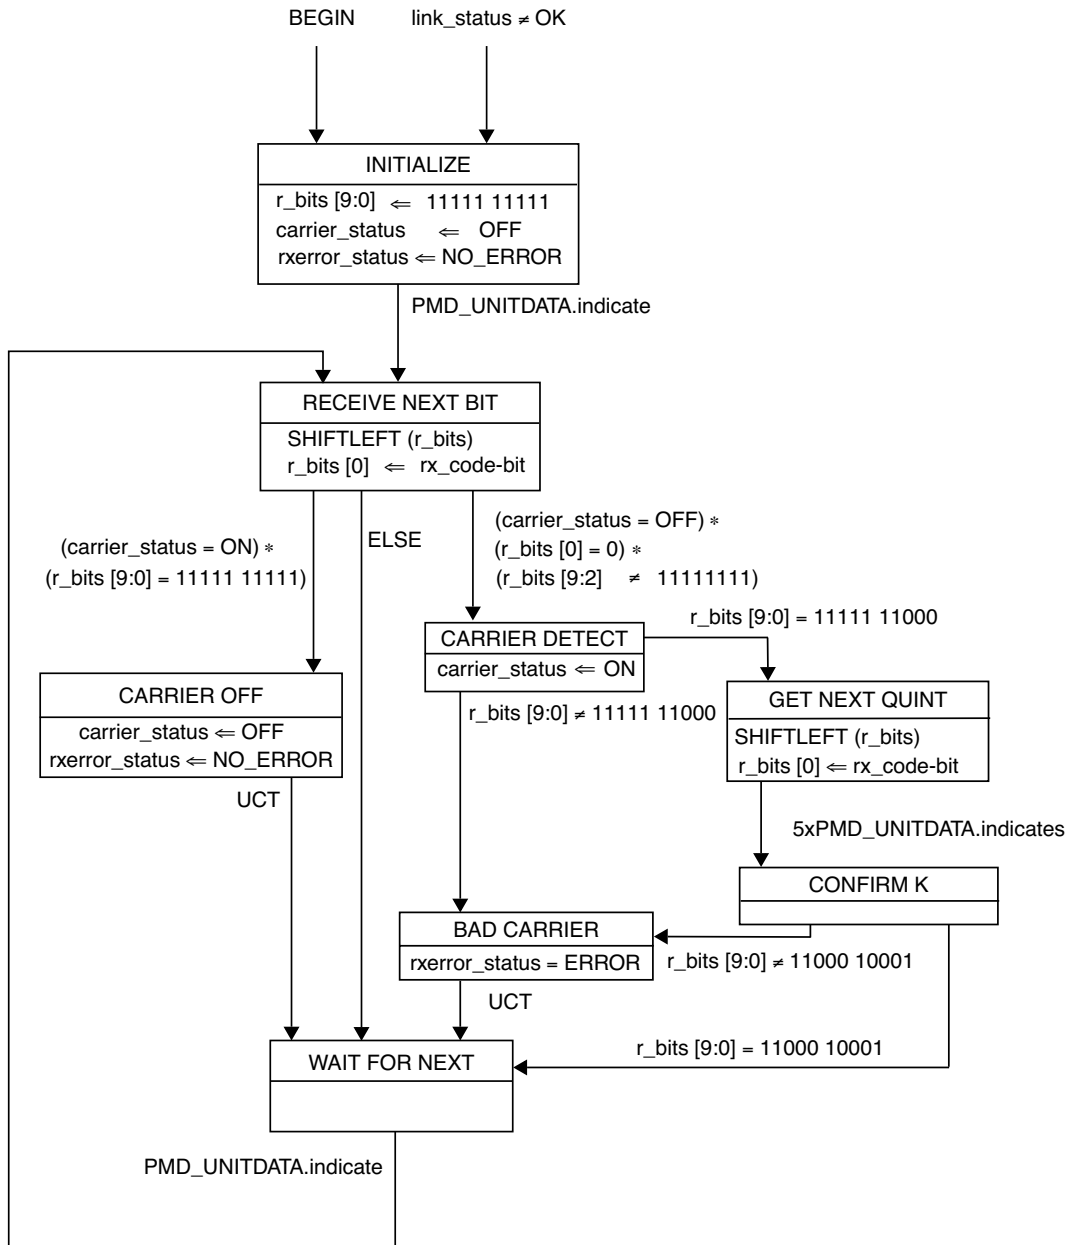 BEGIN
link_status ≠ OK
INITIALIZE
r_bits [9:0] ⇐ 11111 11111
carrier_status ⇐ OFF
rxerror_status ⇐ NO_ERROR
PMD_UNITDATA.indicate
RECEIVE NEXT BIT
SHIFTLEFT (r_bits)
r_bits [0] ⇐ rx_code-bit
(carrier_status = ON) *
(r_bits [9:0] = 11111 11111)
ELSE
(carrier_status = OFF) *
(r_bits [0] = 0) *
(r_bits [9:2] ≠ 11111111)
CARRIER DETECT
carrier_status ⇐ ON
r_bits [9:0] = 11111 11000
CARRIER OFF
carrier_status ⇐ OFF
rxerror_status ⇐ NO_ERROR
UCT
r_bits [9:0] ≠ 11111 11000
GET NEXT QUINT
SHIFTLEFT (r_bits)
r_bits [0] ⇐ rx_code-bit
5xPMD_UNITDATA.indicates
CONFIRM K
BAD CARRIER
rxerror_status = ERROR
r_bits [9:0] ≠ 11000 10001
UCT
r_bits [9:0] = 11000 10001
WAIT FOR NEXT
PMD_UNITDATA.indicate